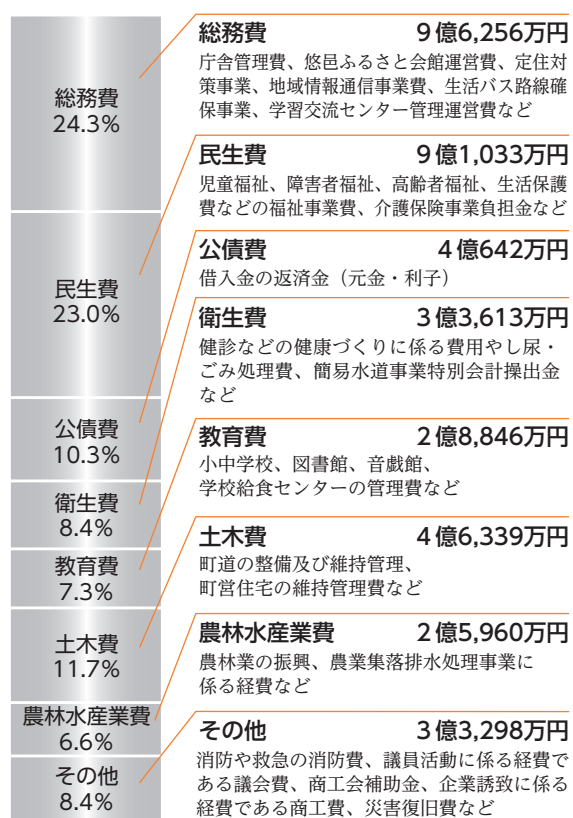 総務費
24.3%
民生費
23.0%
公債費
10.3%
衛生費
8.4%
教育費
7.3%
土木費
11.7%
農林水産業費
6.6%
その他
8.4%
総務費 9億6,256万円
庁舎管理費、悠邑ふるさと会館運営費、定住対
策事業、地域情報通信事業費、生活バス路線確
保事業、学習交流センター管理運営費など
民生費 9億1,033万円
児童福祉、障害者福祉、高齢者福祉、生活保護
費などの福祉事業費、介護保険事業負担金など
公債費 4億642万円
借入金の返済金（元金・利子）
衛生費 3億3,613万円
健診などの健康づくりに係る費用やし尿・
ごみ処理費、簡易水道事業特別会計操出金
など
教育費 2億8,846万円
小中学校、図書館、音戯館、
学校給食センターの管理費など
土木費 4億6,339万円
町道の整備及び維持管理、
町営住宅の維持管理費など
農林水産業費 2億5,960万円
農林業の振興、農業集落排水処理事業に
係る経費など
その他 3億3,298万円
消防や救急の消防費、議員活動に係る経費で
ある議会費、商工会補助金、企業誘致に係る
経費である商工費、災害復旧費など